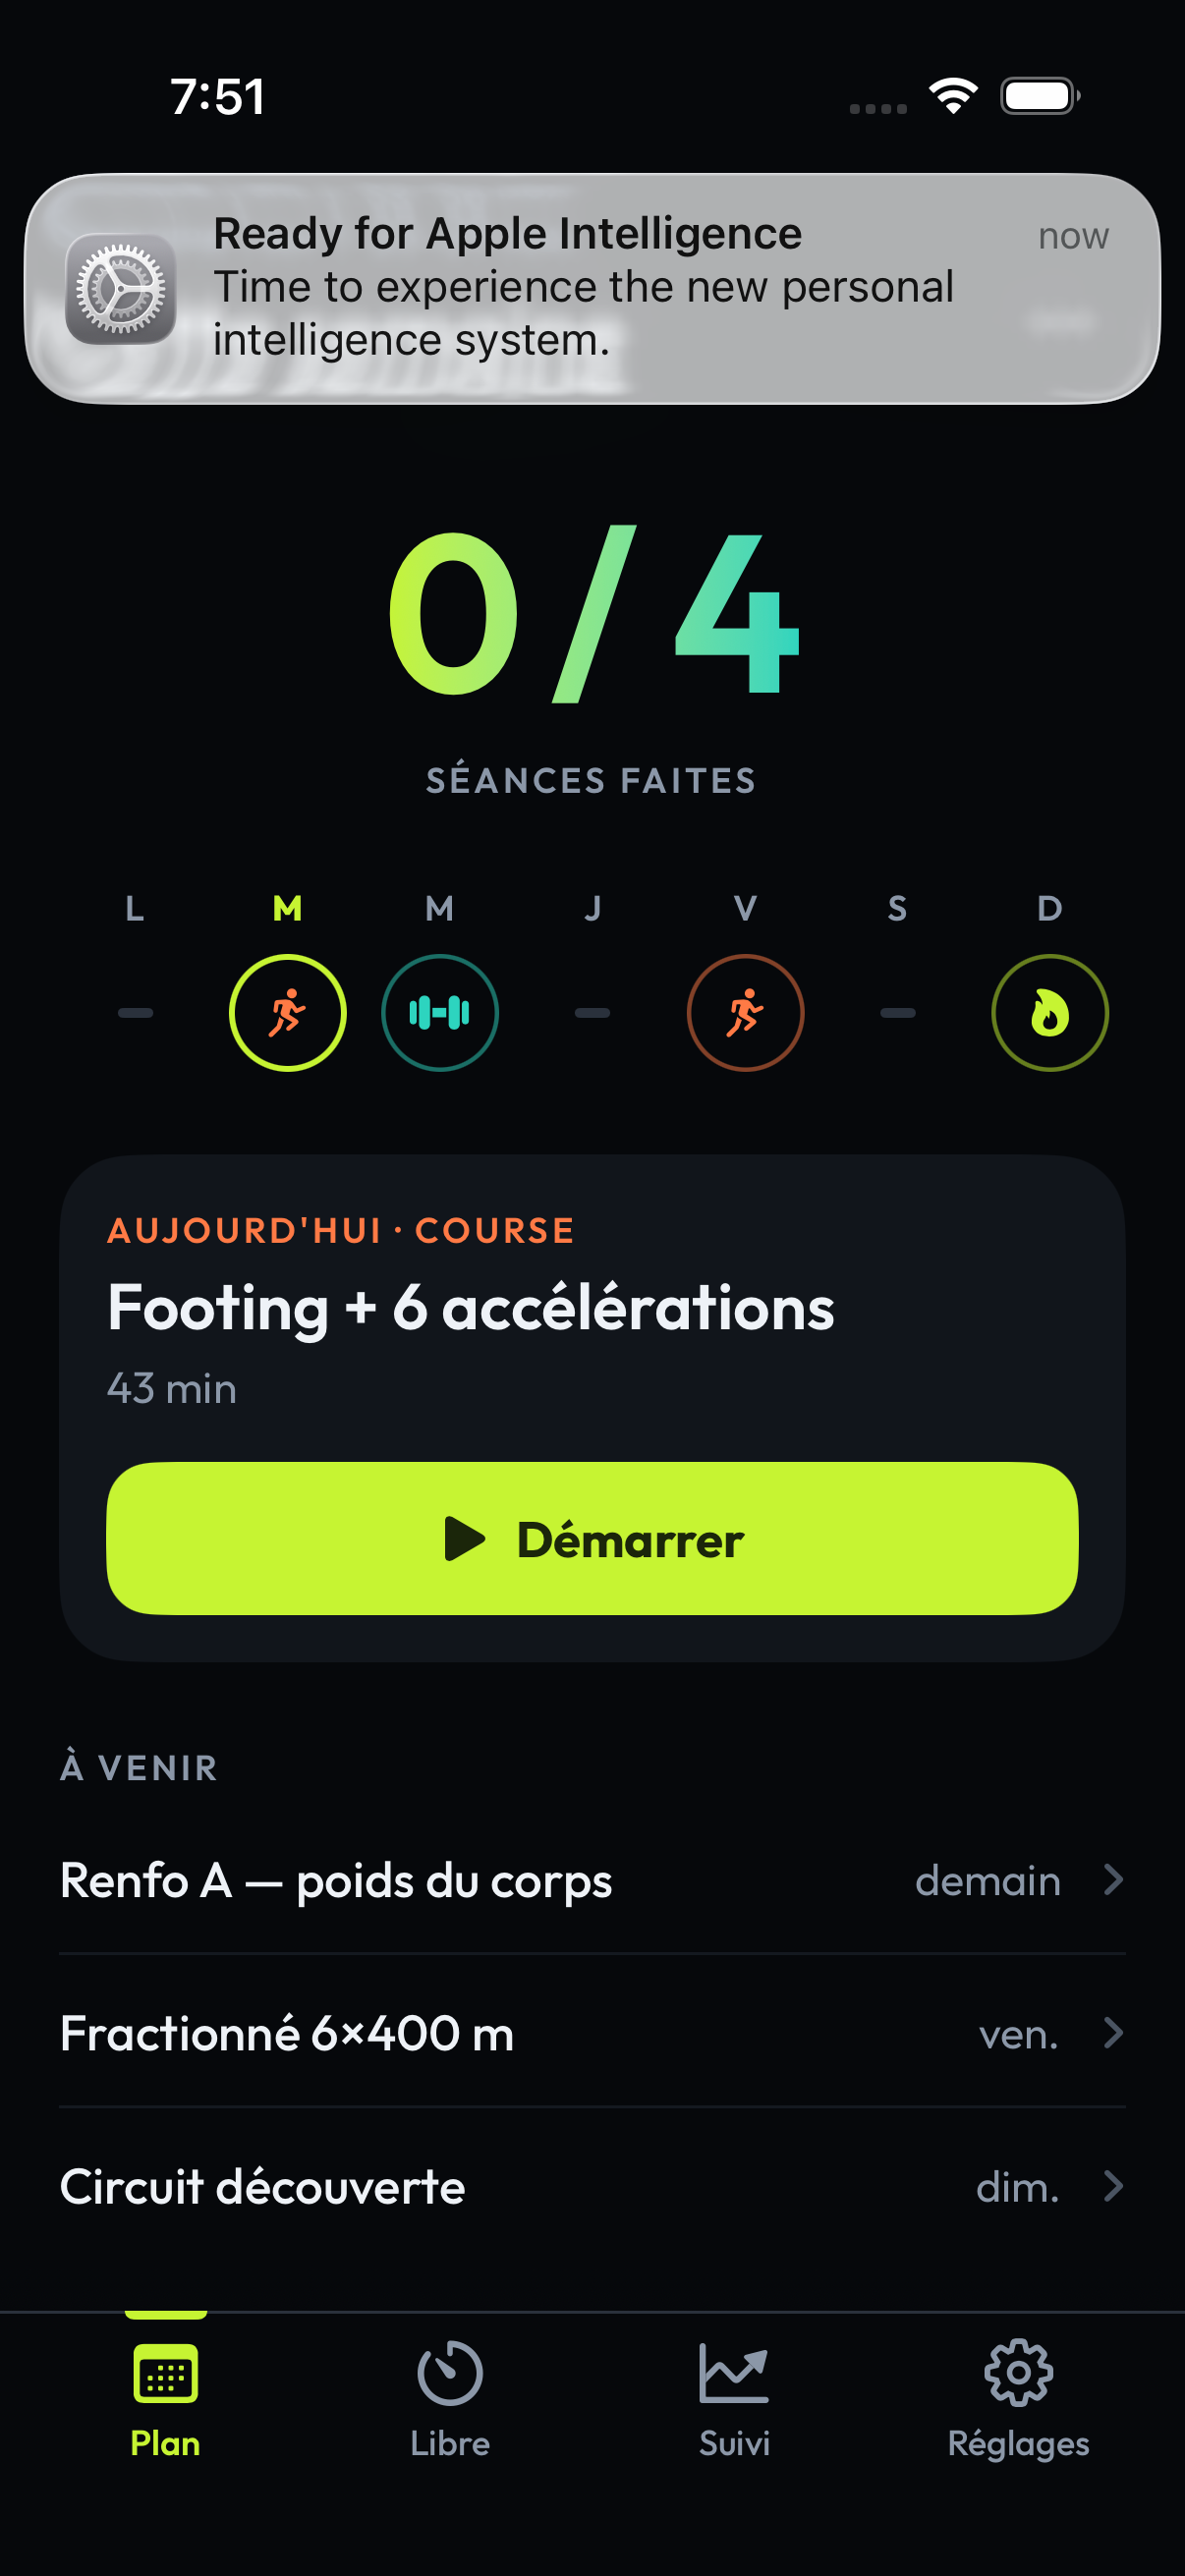 7:51
Ready for Apple Intelligence now
Time to experience the new personal
intelligence system.
0/4
SÉANCES FAITES
L M M J V S D
AUJOURD'HUI · COURSE
Footing + 6 accélérations
43 min
Démarrer
À VENIR
Renfo A — poids du corps demain
Fractionné 6×400 m ven.
Circuit découverte dim.
Plan Libre Suivi Réglages